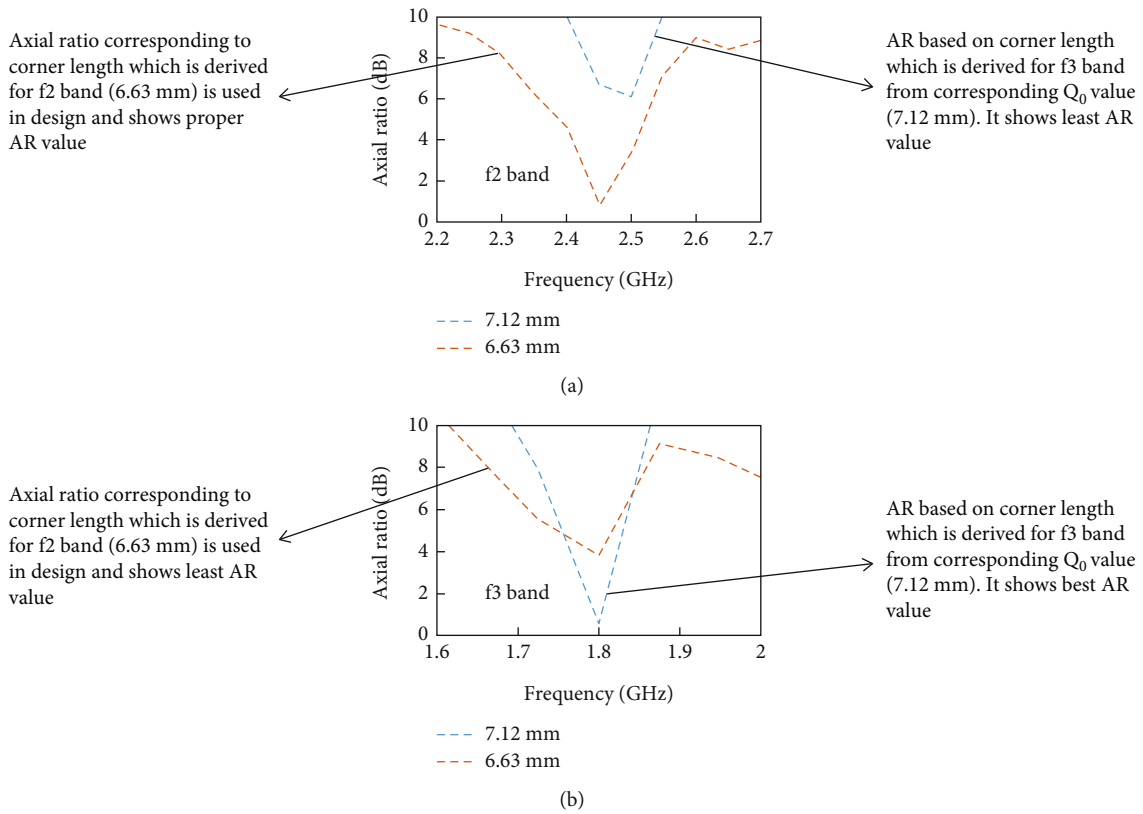 Axial ratio corresponding to
corner length which is derived
for f2 band (6.63 mm) is used
in design and shows proper
AR value
Axial ratio (dB)
10
8
6
4
2
0
f2 band
2.2 2.3 2.4 2.5 2.6 2.7
Frequency (GHz)
7.12 mm
6.63 mm
(a)
AR based on corner length
which is derived for f3 band
from corresponding Q0 value
(7.12 mm). It shows least AR
value
Axial ratio corresponding to
corner length which is derived
for f2 band (6.63 mm) is used
in design and shows least AR
value
Axial ratio (dB)
10
8
6
4
2
0
f3 band
1.6 1.7 1.8 1.9 2
Frequency (GHz)
7.12 mm
6.63 mm
(b)
AR based on corner length
which is derived for f3 band
from corresponding Q0 value
(7.12 mm). It shows best AR
value